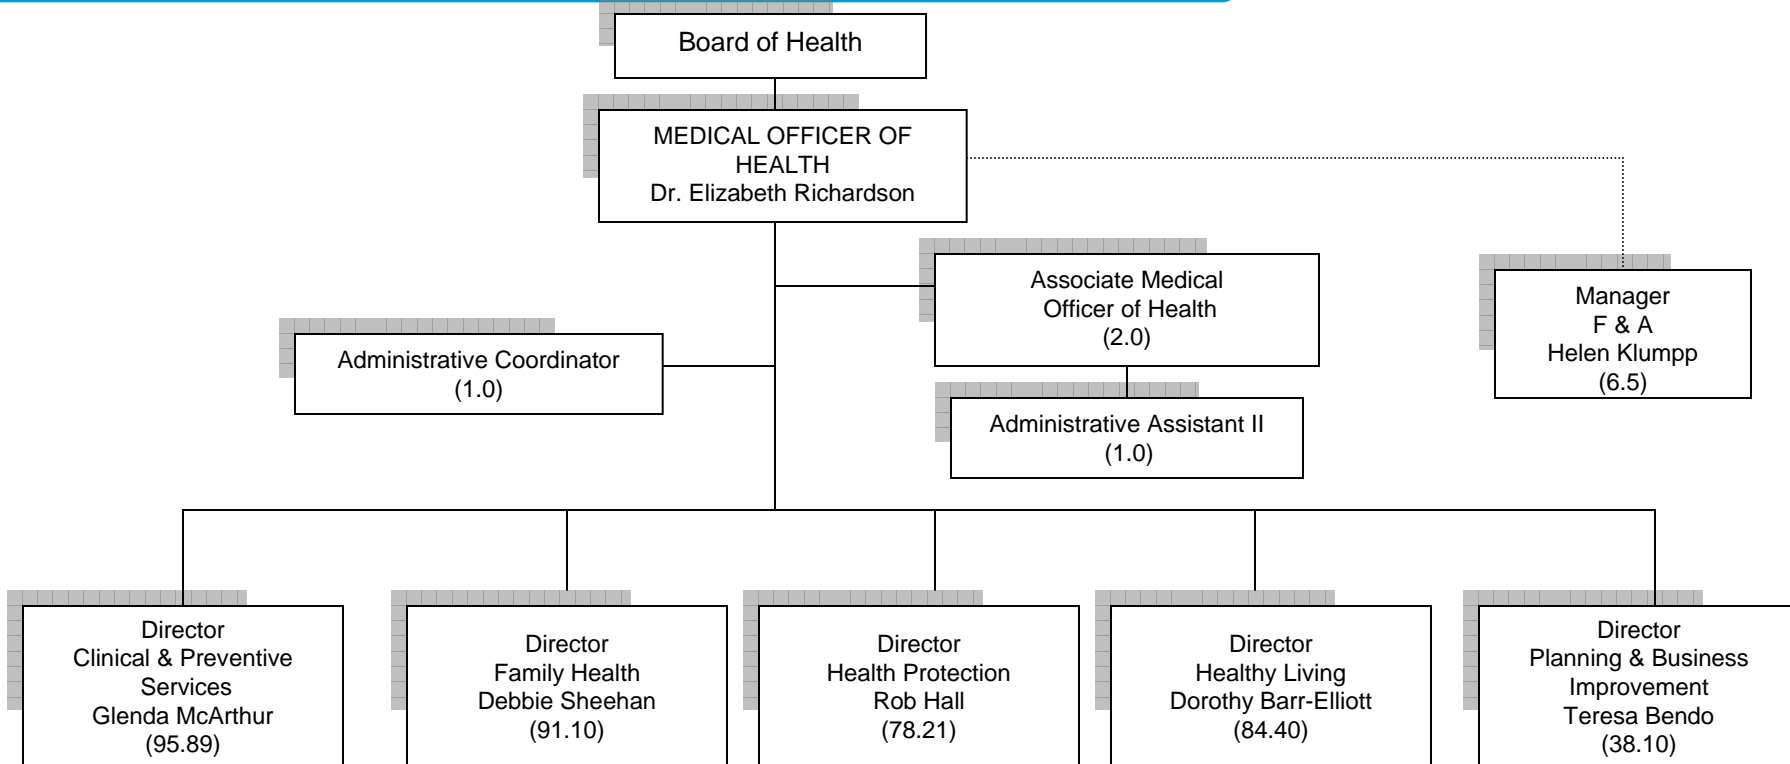 Board of Health
MEDICAL OFFICER OF
HEALTH
Dr. Elizabeth Richardson
Associate Medical
Officer of Health
(2.0)
Manager
F & A
Helen Klumpp
(6.5)
Administrative Coordinator
(1.0)
Administrative Assistant II
(1.0)
Director
Clinical & Preventive
Services
Glenda McArthur
(95.89)
Director
Family Health
Debbie Sheehan
(91.10)
Director
Health Protection
Rob Hall
(78.21)
Director
Healthy Living
Dorothy Barr-Elliott
(84.40)
Director
Planning & Business
Improvement
Teresa Bendo
(38.10)